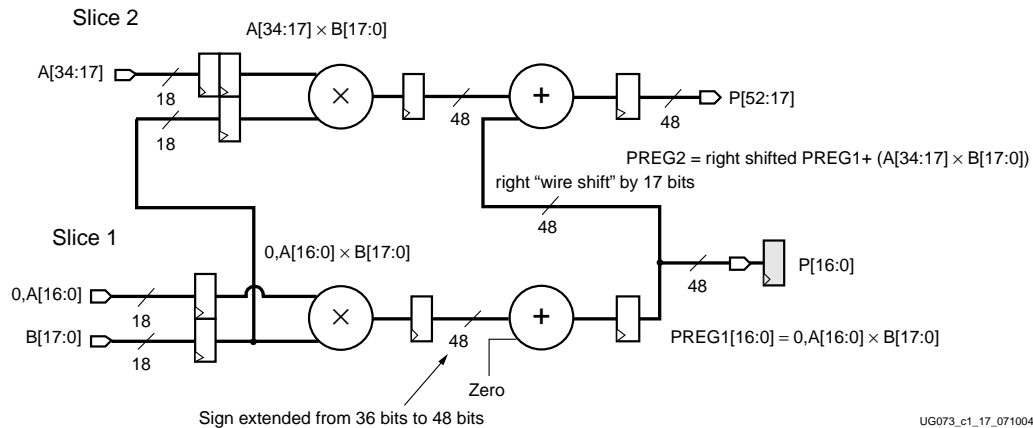 Slice 2
A[34:17] × B[17:0]
A[34:17]
18
18
×
48
+
48
P[52:17]
PREG2 = right shifted PREG1+ (A[34:17] × B[17:0])
right “wire shift” by 17 bits
48
Slice 1
0,A[16:0] × B[17:0]
0,A[16:0]
18
B[17:0]
18
×
48
+
48
P[16:0]
PREG1[16:0] = 0,A[16:0] × B[17:0]
Zero
Sign extended from 36 bits to 48 bits
UG073_c1_17_071004